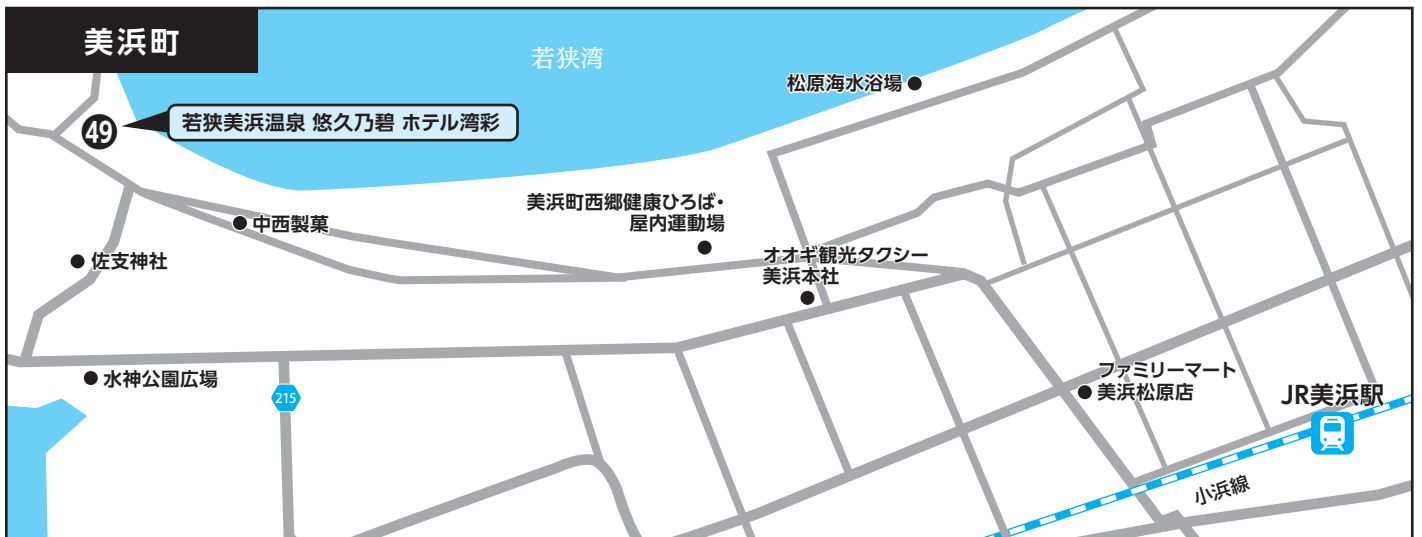 美浜町
若狭湾
松原海水浴場
49
若狭美浜温泉 悠久乃碧 ホテル湾彩
美浜町西郷健康ひろば・
屋内運動場
中西製菓
佐支神社
オオギ観光タクシー
美浜本社
水神公園広場
215
ファミリーマート
美浜松原店
JR美浜駅
小浜線